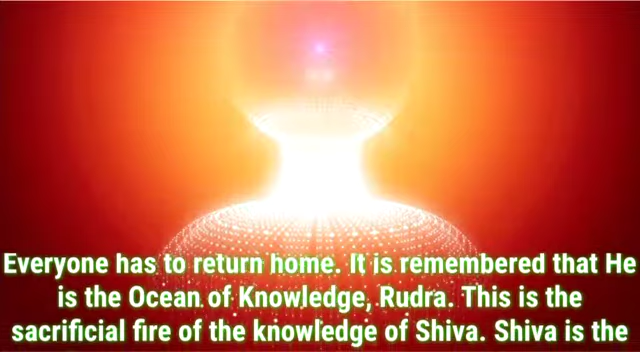 Everyone has to return home. It is remembered that He
is the Ocean of Knowledge, Rudra. This is the
sacrificial fire of the knowledge of Shiva. Shiva is the